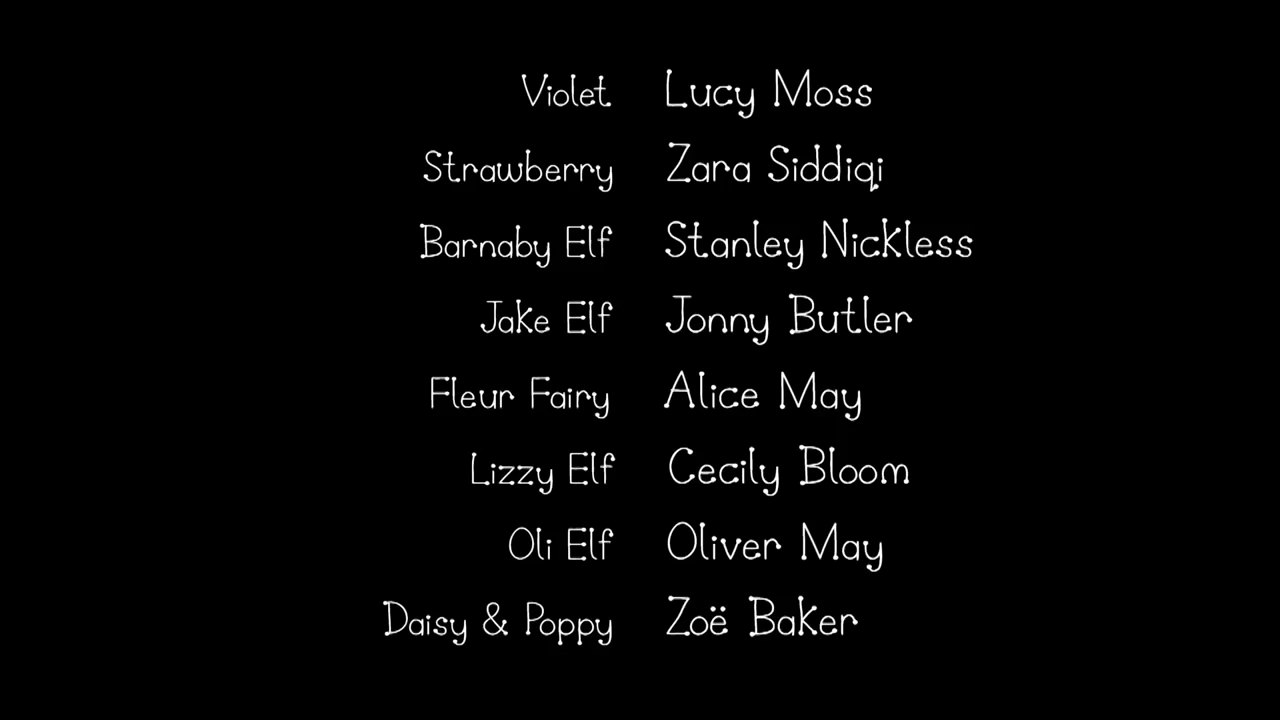 Violet Lucy Moss
Strawberry Zara Siddiqi
Barnaby Elf Stanley Nickless
Jake Elf Jonny Butler
Fleur Fairy Alice May
Lizzy Elf Cecily Bloom
Oli Elf Oliver May
Daisy & Poppy Zoë Baker